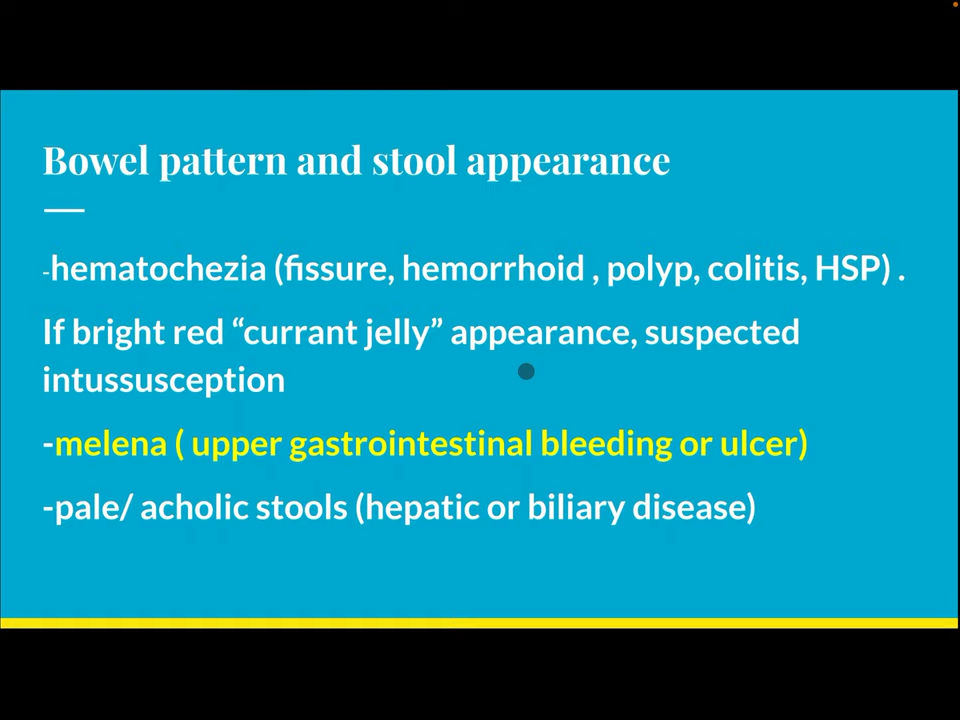 Bowel pattern and stool appearance
-hematochezia (fissure, hemorrhoid , polyp, colitis, HSP) .
If bright red “currant jelly” appearance, suspected
intussusception
-melena ( upper gastrointestinal bleeding or ulcer)
-pale/ acholic stools (hepatic or biliary disease)